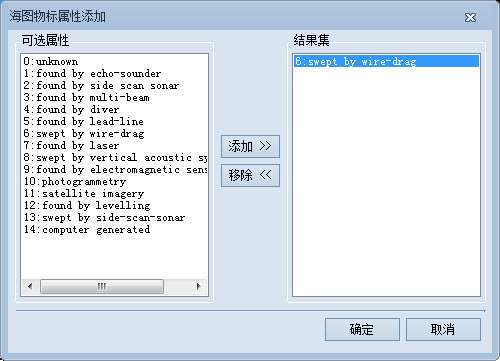 海图物标属性添加
可选属性
0:unknown
1:found by echo-sounder
2:found by side scan sonar
3:found by multi-beam
4:found by diver
5:found by lead-line
6:swept by wire-drag
7:found by laser
8:swept by vertical acoustic sy
9:found by electromagnetic sens
10:photogrammetry
11:satellite imagery
12:found by levelling
13:swept by side-scan-sonar
14:computer generated
添加 >>
移除 <<
结果集
6:swept by wire-drag
确定
取消